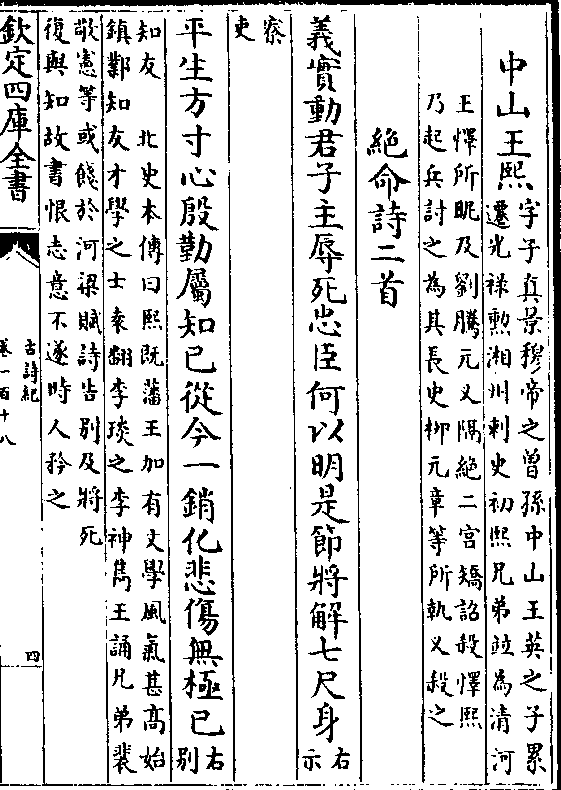 中山王熙字子真景穆帝之曾孫中山王英之子累
遷光祿勲湘州刺史初熙兄弟竝為清河
王懌所昵及劉騰元乂隔絶二宫矯詔殺懌熙
乃起兵討之為其長史柳元章等所執乂殺之
絶命詩二首
義實動君子主辱死忠臣何以明是節將解七尺身右示
寮吏
平生方寸心殷勤屬知已從今一銷化悲傷無極已右别
知友　北史本傳曰熙既藩王加有文學風氣甚髙始
鎮鄴知友才學之士袁翻李琰之李神雋王誦兄弟裴
敬憲等或餞於河梁賦詩告别及將死
復與知故書恨志意不遂時人矜之
欽定四庫全書
古詩紀
卷一百十八
四